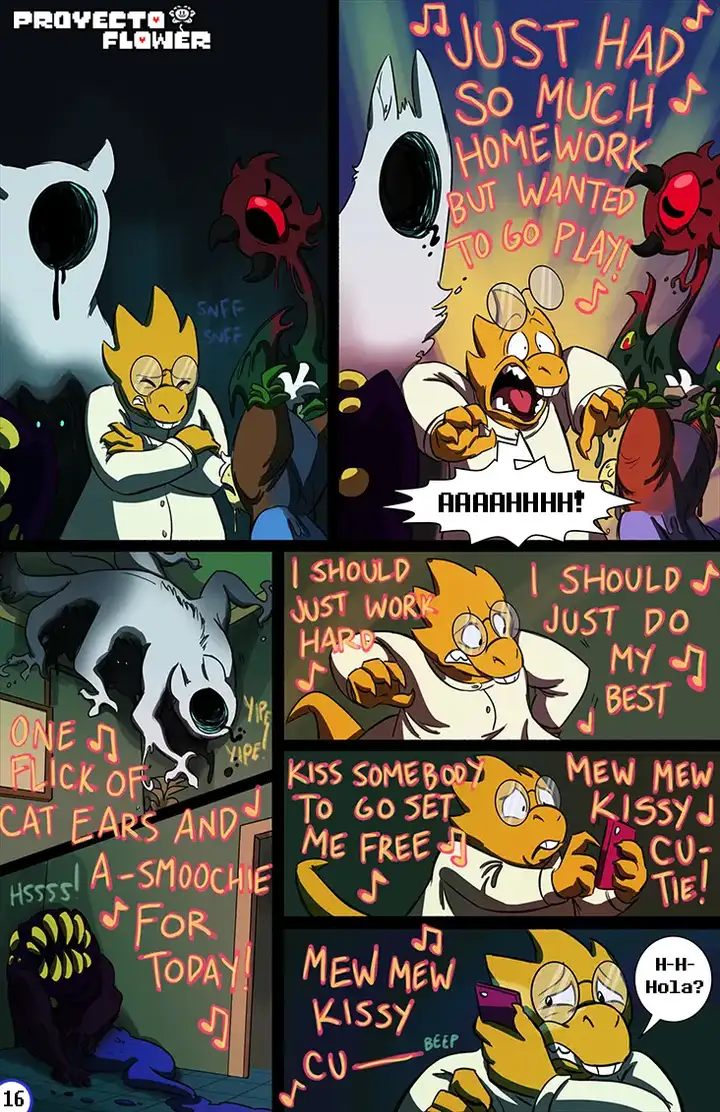 PROYECTO
FLOWER
SNFF
SNFF
JUST HAD
SO MUCH
HOMEWORK
BUT WANTED
TO GO PLAY!
AAAAHHHH!
ONE
FLICK OF
CAT EARS AND
YIPE,
YIPE!
I SHOULD
JUST WORK
HARD
I SHOULD
JUST DO
MY
BEST
HSSSS!
A-SMOOCHIE
FOR
TODAY!
KISS SOMEBODY
TO GO SET
ME FREE
MEW MEW
KISSY
CU-
TIE!
MEW MEW
KISSY
CU—
BEEP
H-H-
Hola?
16